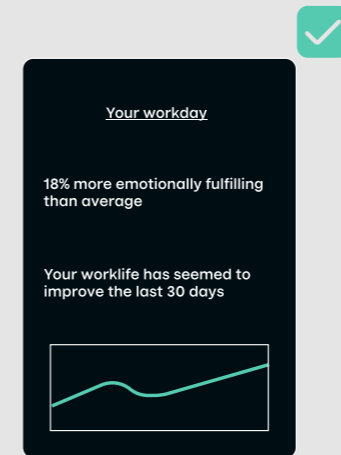 Your workday
18% more emotionally fulfilling
than average
Your worklife has seemed to
improve the last 30 days